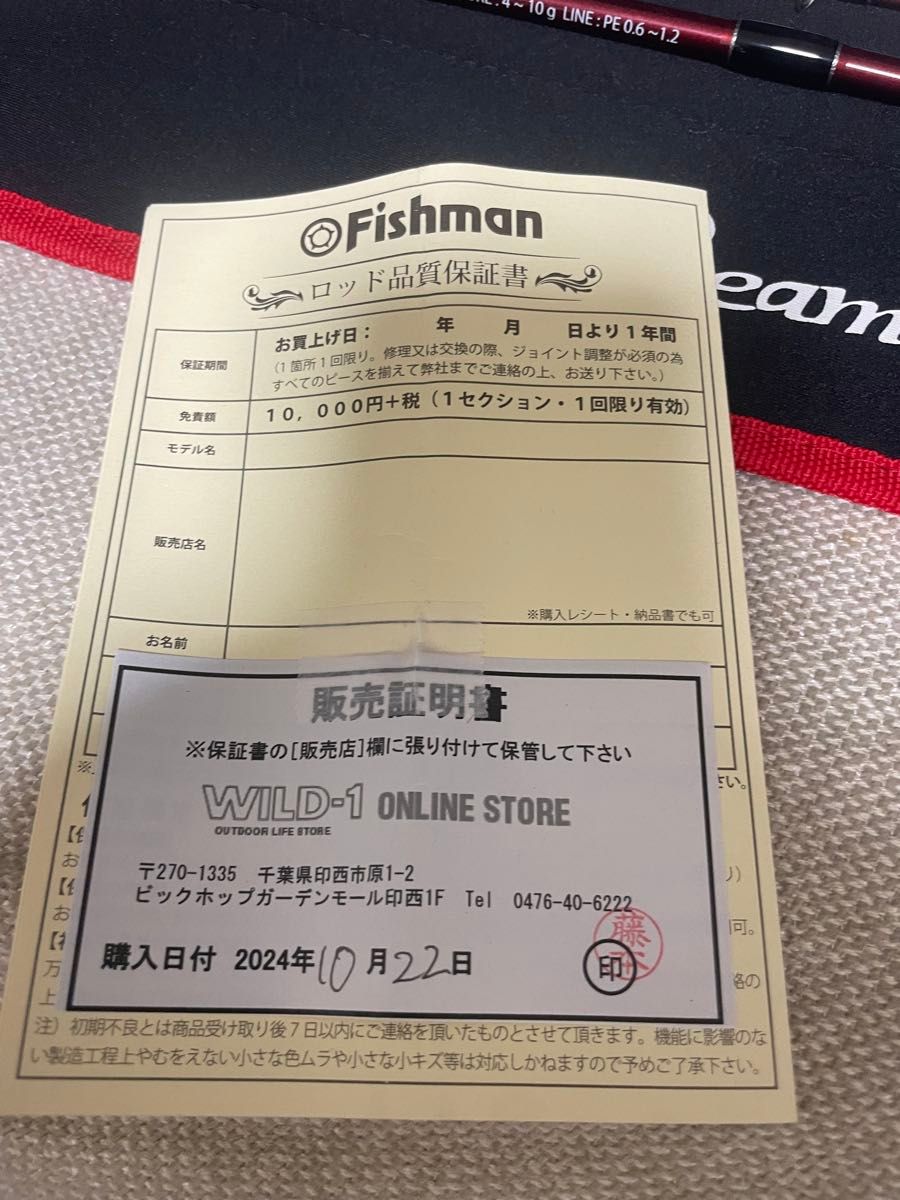 4~10g LINE : PE 0.6~1.2
eam
Fishman
ロッド品質保証書
保証期間
お買上げ日： 年 月 日より1年間
（1箇所1回限り。修理又は交換の際、ジョイント調整が必須の為
すべてのピースを揃えて弊社までご連絡の上、お送り下さい。）
免責額
10,000円+税（1セクション・1回限り有効）
モデル名
販売店名
※購入レシート・納品書でも可
お名前
販売証明書
※保証書の[販売店]欄に張り付けて保管して下さい
WILD-1 ONLINE STORE
OUTDOOR LIFE STORE
〒270-1335 千葉県印西市原1-2
ビックホップガーデンモール印西1F Tel 0476-40-6222
購入日付 2024年10月22日
印
さい。
お
お
可。
万
絡の
上
注）初期不良とは商品受け取り後7日以内にご連絡を頂いたものとさせて頂きます。機能に影響のな
い製造工程上やむをえない小さな色ムラや小さな小キズ等は対応しかねますので予めご了承下さい。